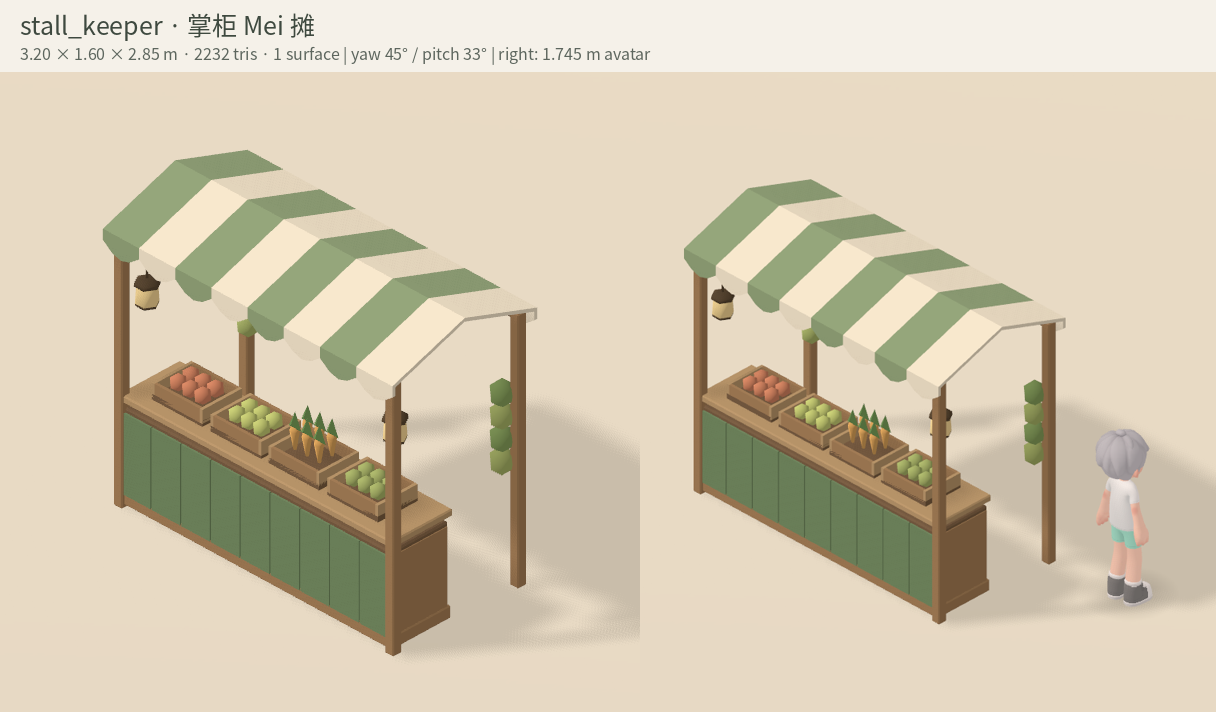 stall_keeper · 掌柜 Mei 摊
3.20 × 1.60 × 2.85 m · 2232 tris · 1 surface | yaw 45° / pitch 33° | right: 1.745 m avatar